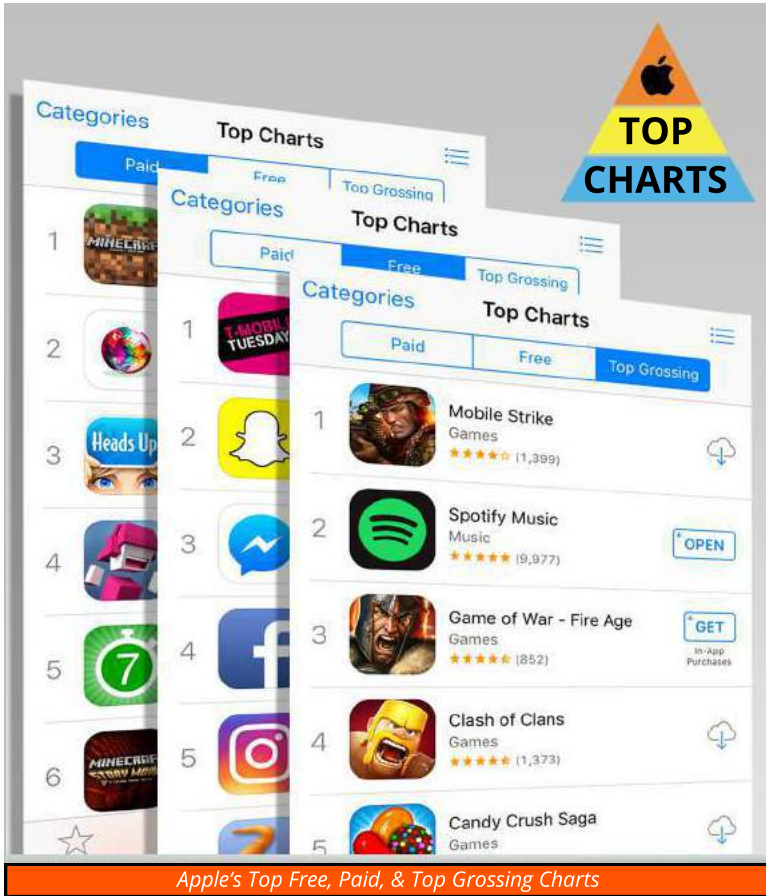 TOP
CHARTS
Categories
Top Charts
Paid
Free
Top Grossing
1
MINECRAF
2
3
Heads Up
4
5
7
6
MINECRAF
STORY MOD
Categories
Top Charts
Paid
Free
Top Grossing
1
T-MOBILE
TUESDAY
2
3
4
5
Categories
Top Charts
Paid
Free
Top Grossing
1
Mobile Strike
Games
(1,399)
2
Spotify Music
Music
(9,977)
+OPEN
3
Game of War - Fire Age
Games
(852)
+GET
In-App
Purchases
4
Clash of Clans
Games
(1,373)
5
Candy Crush Saga
Games
Apple's Top Free, Paid, & Top Grossing Charts